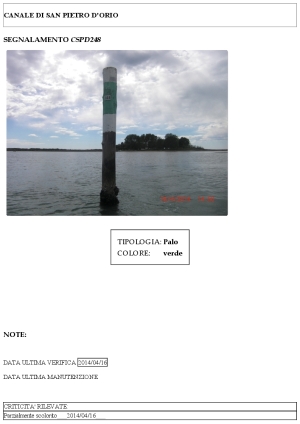 CANALE DI SAN PIETRO D'ORIO
SEGNALAMENTO CSPD248
TIPOLOGIA: Palo
COLORE: verde
NOTE:
DATA ULTIMA VERIFICA 2014/04/16
DATA ULTIMA MANUTENZIONE
CRITICITA' RILEVATE
Parzialmente scolorito 2014/04/16